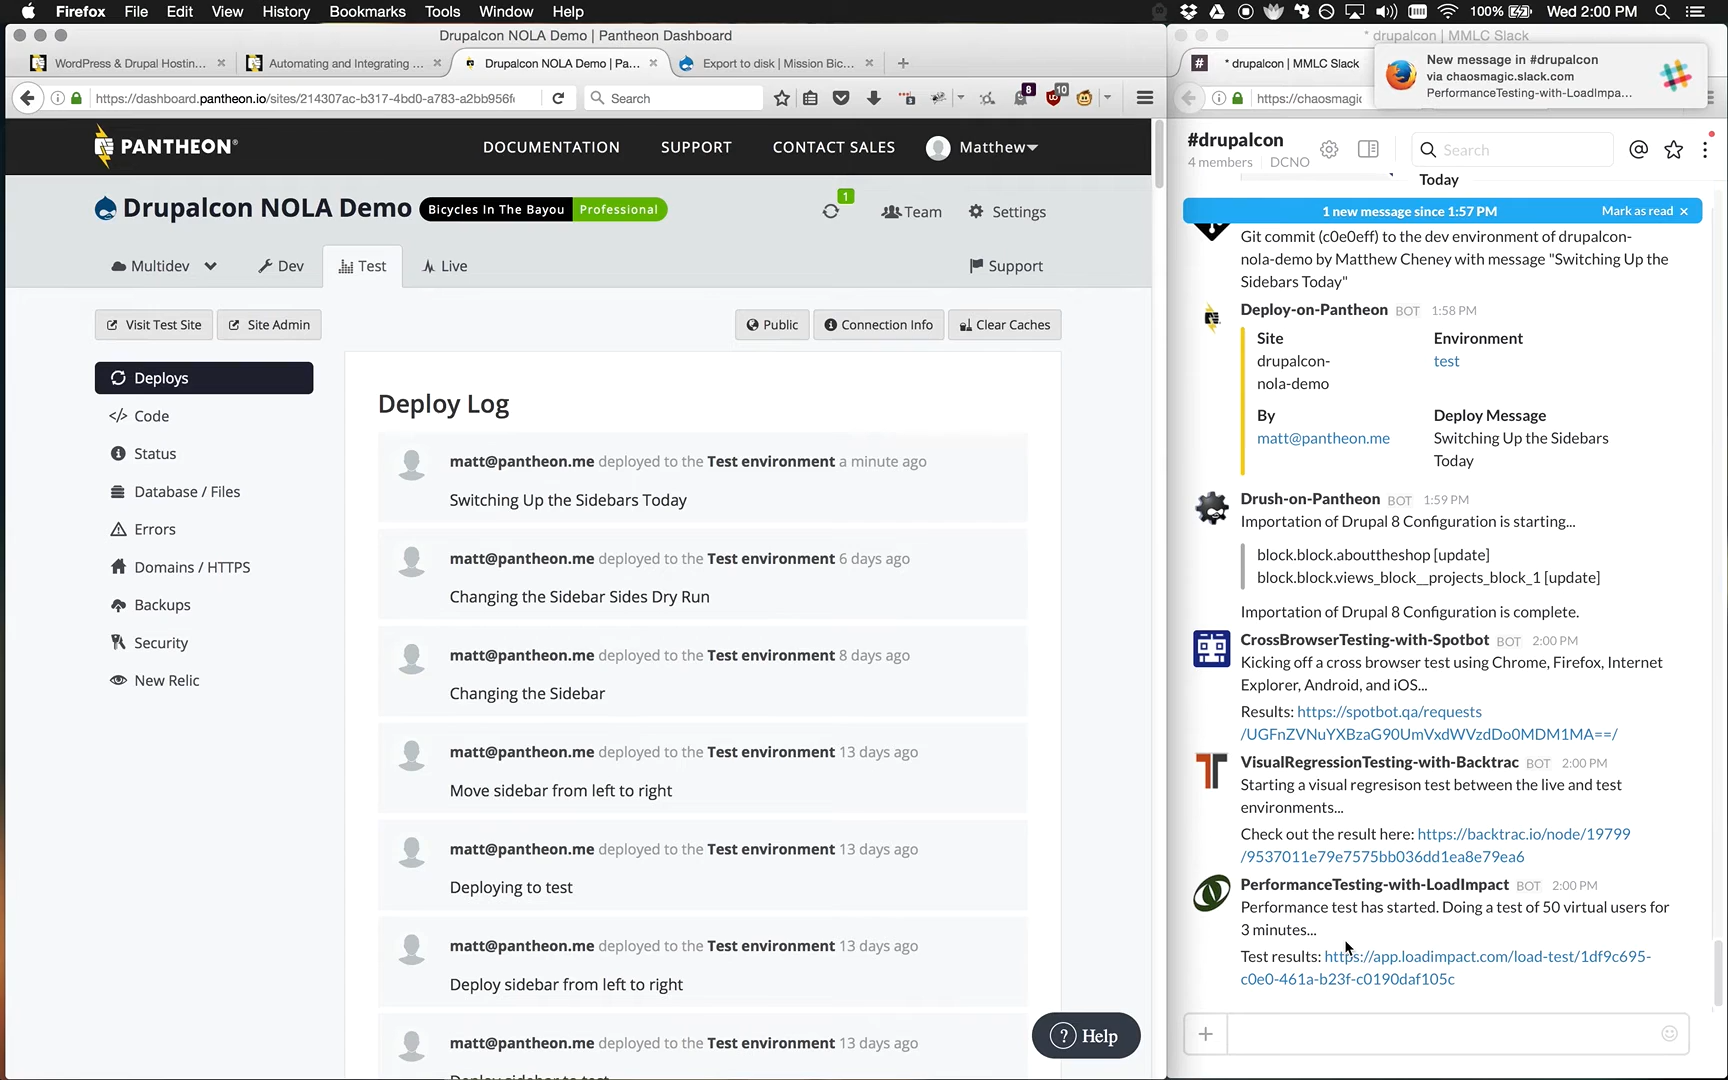 Firefox File Edit View History Bookmarks Tools Window Help
100% Wed 2:00 PM
Drupalcon NOLA Demo | Pantheon Dashboard
WordPress & Drupal Hostin... × Automating and Integrating ... × Drupalcon NOLA Demo | Pa... × Export to disk | Mission Bic... × +
https://dashboard.pantheon.io/sites/214307ac-b317-4bd0-a783-a2bb956f
Search
8 10
PANTHEON
DOCUMENTATION SUPPORT CONTACT SALES Matthew
Drupalcon NOLA Demo Bicycles In The Bayou Professional
1 Team Settings
Multidev Dev Test Live Support
Visit Test Site Site Admin Public Connection Info Clear Caches
Deploys
Code
Status
Database / Files
Errors
Domains / HTTPS
Backups
Security
New Relic
Deploy Log
matt@pantheon.me deployed to the Test environment a minute ago
Switching Up the Sidebars Today
matt@pantheon.me deployed to the Test environment 6 days ago
Changing the Sidebar Sides Dry Run
matt@pantheon.me deployed to the Test environment 8 days ago
Changing the Sidebar
matt@pantheon.me deployed to the Test environment 13 days ago
Move sidebar from left to right
matt@pantheon.me deployed to the Test environment 13 days ago
Deploying to test
matt@pantheon.me deployed to the Test environment 13 days ago
Deploy sidebar from left to right
matt@pantheon.me deployed to the Test environment 13 days ago
Deploy sidebar to test
? Help
* drupalcon | MMLC Slack
* drupalcon | MMLC Slack
https://chaosmagic
New message in #drupalcon
via chaosmagic.slack.com
PerformanceTesting-with-LoadImpa...
#drupalcon
4 members | DCNO
Search
Today
1 new message since 1:57 PM Mark as read ×
Git commit (c0e0eff) to the dev environment of drupalcon-
nola-demo by Matthew Cheney with message "Switching Up the
Sidebars Today"
Deploy-on-Pantheon BOT 1:58 PM
Site Environment
drupalcon- test
nola-demo
By Deploy Message
matt@pantheon.me Switching Up the Sidebars
Today
Drush-on-Pantheon BOT 1:59 PM
Importation of Drupal 8 Configuration is starting...
block.block.abouttheshop [update]
block.block.views_block__projects_block_1 [update]
Importation of Drupal 8 Configuration is complete.
CrossBrowserTesting-with-Spotbot BOT 2:00 PM
Kicking off a cross browser test using Chrome, Firefox, Internet
Explorer, Android, and iOS...
Results: https://spotbot.qa/requests
/UGFnZVNuYXBzaG90UmVxdWVzdDo0MDM1MA==/
VisualRegressionTesting-with-Backtrac BOT 2:00 PM
Starting a visual regresison test between the live and test
environments...
Check out the result here: https://backtrac.io/node/19799
/9537011e79e7575bb036dd1ea8e79ea6
PerformanceTesting-with-LoadImpact BOT 2:00 PM
Performance test has started. Doing a test of 50 virtual users for
3 minutes...
Test results: https://app.loadimpact.com/load-test/1df9c695-
c0e0-461a-b23f-c0190daf105c
+